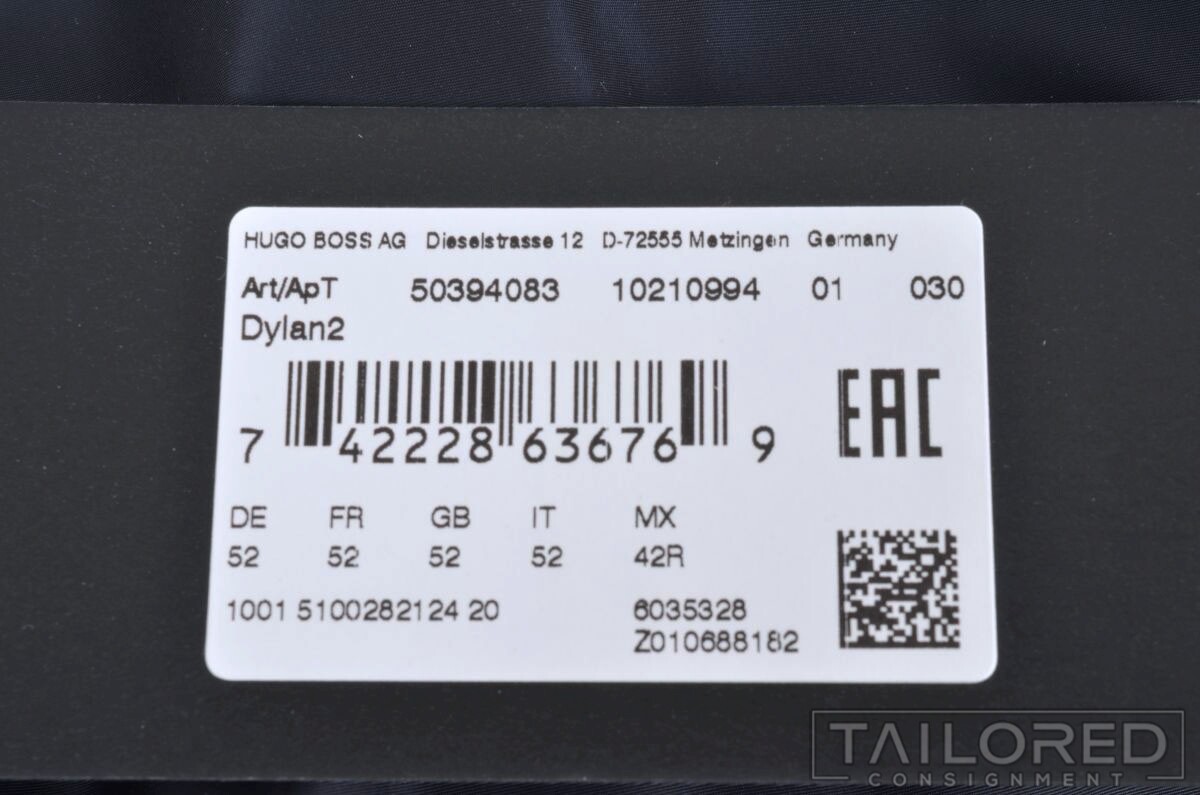 HUGO BOSS AG Dieselstrasse 12 D-72555 Metzingen Germany
Art/ApT 50394083 10210994 01 030
Dylan2
7 42228 63676 9
EAC
DE FR GB IT MX
52 52 52 52 42R
1001 5100282124 20 6035328
Z010688182
TAILORED
CONSIGNMENT